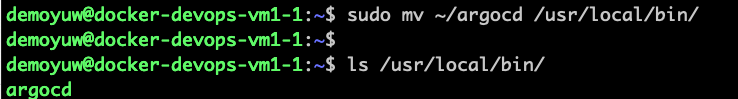 demoyuw@docker-devops-vm1-1:~$ sudo mv ~/argocd /usr/local/bin/
demoyuw@docker-devops-vm1-1:~$
demoyuw@docker-devops-vm1-1:~$ ls /usr/local/bin/
argocd